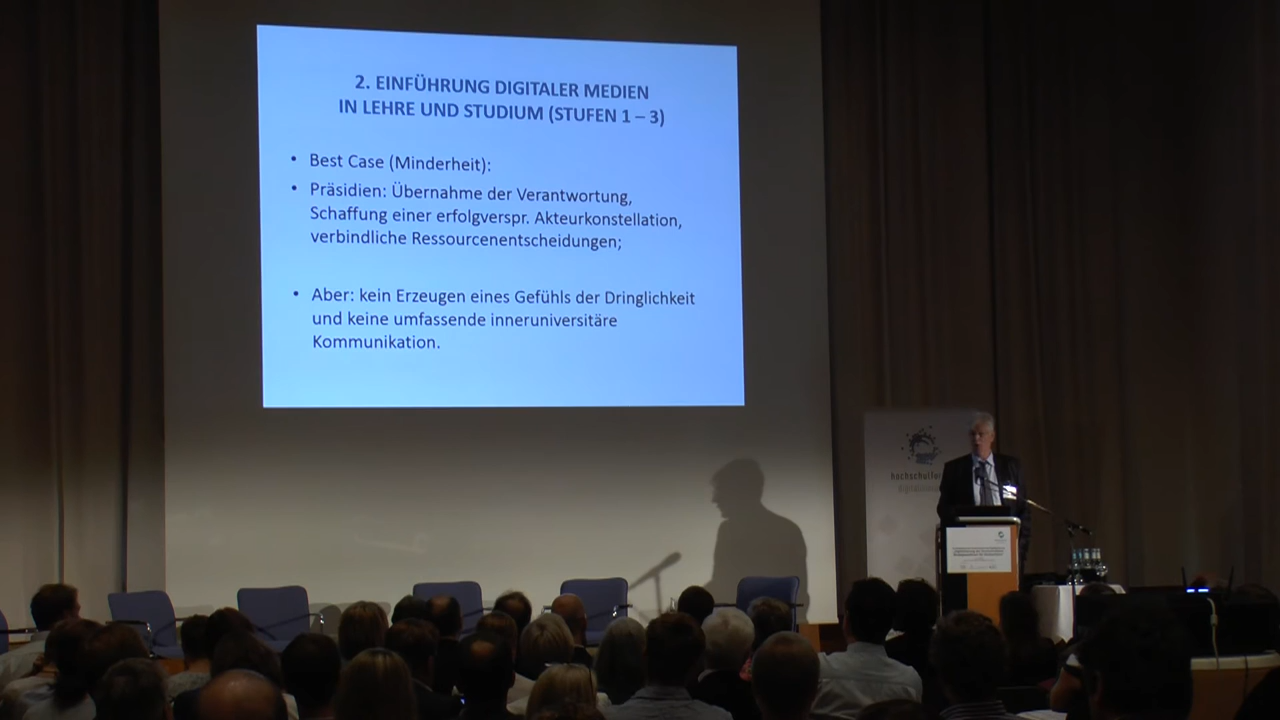 2. EINFÜHRUNG DIGITALER MEDIEN
IN LEHRE UND STUDIUM (STUFEN 1 – 3)
• Best Case (Minderheit):
• Präsidien: Übernahme der Verantwortung,
Schaffung einer erfolgverspr. Akteurkonstellation,
verbindliche Ressourcenentscheidungen;
• Aber: kein Erzeugen eines Gefühls der Dringlichkeit
und keine umfassende inneruniversitäre
Kommunikation.